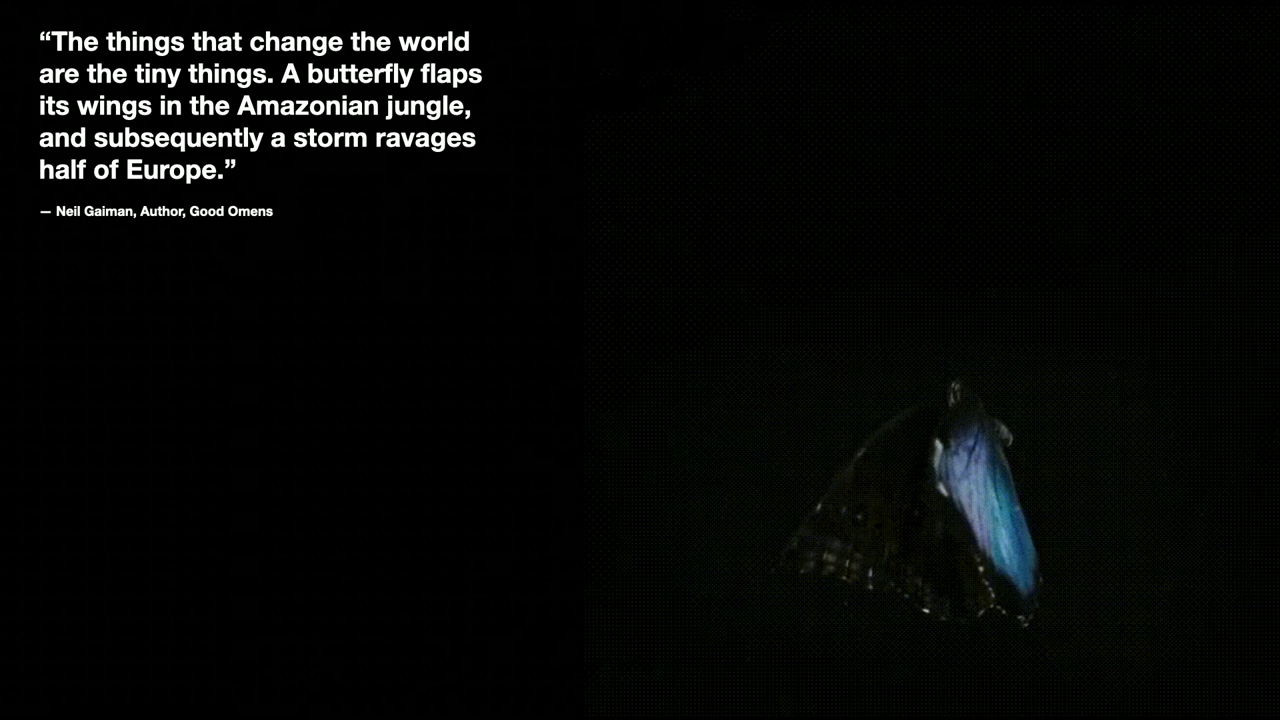 “The things that change the world
are the tiny things. A butterfly flaps
its wings in the Amazonian jungle,
and subsequently a storm ravages
half of Europe.”
— Neil Gaiman, Author, Good Omens